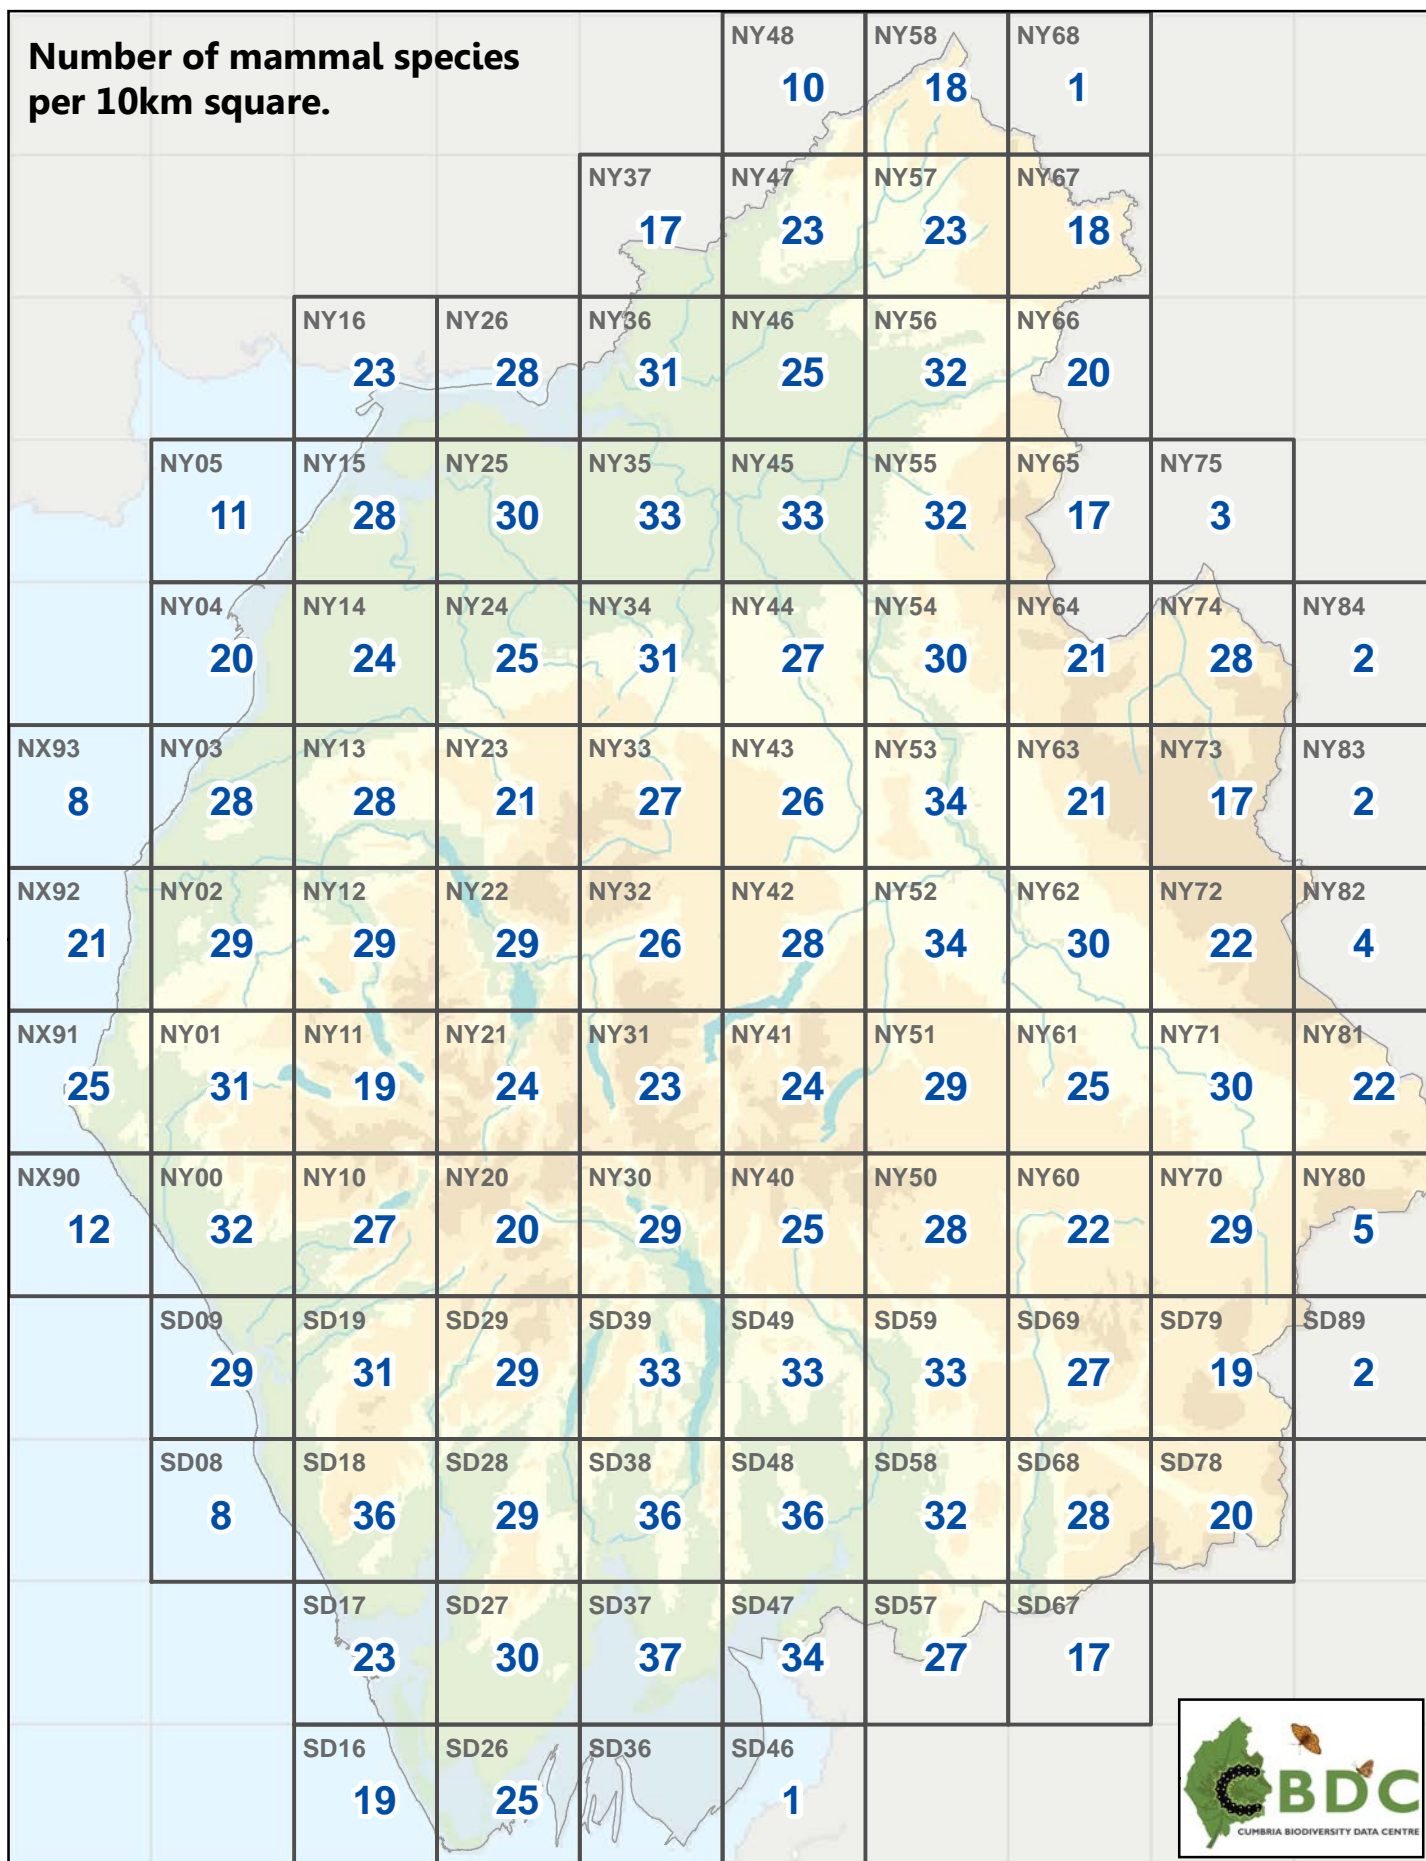 Number of mammal species
per 10km square.
NY48 NY58 NY68
10 18 1
NY37 NY47 NY57 NY67
17 23 23 18
NY16 NY26 NY36 NY46 NY56 NY66
23 28 31 25 32 20
NY05 NY15 NY25 NY35 NY45 NY55 NY65 NY75
11 28 30 33 33 32 17 3
NY04 NY14 NY24 NY34 NY44 NY54 NY64 NY74 NY84
20 24 25 31 27 30 21 28 2
NX93 NY03 NY13 NY23 NY33 NY43 NY53 NY63 NY73 NY83
8 28 28 21 27 26 34 21 17 2
NX92 NY02 NY12 NY22 NY32 NY42 NY52 NY62 NY72 NY82
21 29 29 29 26 28 34 30 22 4
NX91 NY01 NY11 NY21 NY31 NY41 NY51 NY61 NY71 NY81
25 31 19 24 23 24 29 25 30 22
NX90 NY00 NY10 NY20 NY30 NY40 NY50 NY60 NY70 NY80
12 32 27 20 29 25 28 22 29 5
SD09 SD19 SD29 SD39 SD49 SD59 SD69 SD79 SD89
29 31 29 33 33 33 27 19 2
SD08 SD18 SD28 SD38 SD48 SD58 SD68 SD78
8 36 29 36 36 32 28 20
SD17 SD27 SD37 SD47 SD57 SD67
23 30 37 34 27 17
SD16 SD26 SD36 SD46
19 25 1
CBDC
CUMBRIA BIODIVERSITY DATA CENTRE